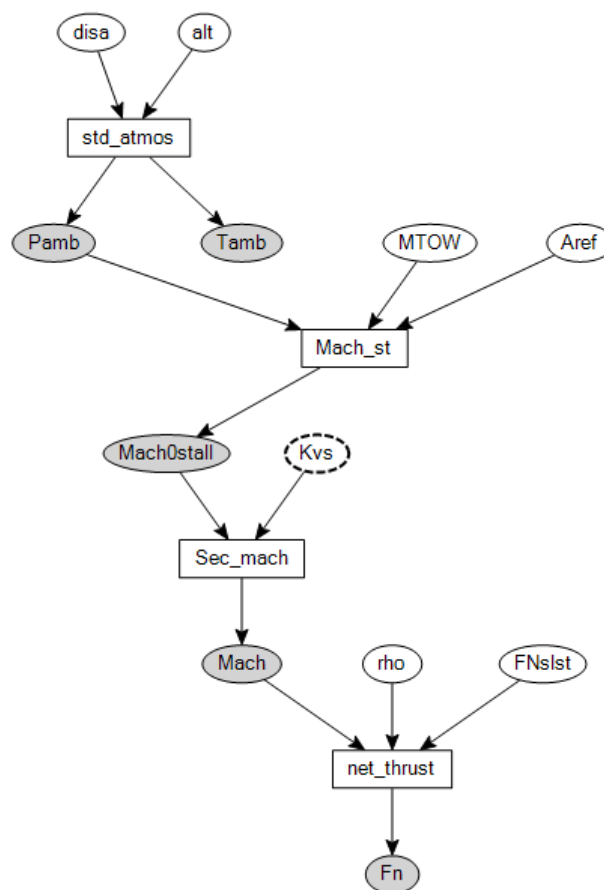 disa
alt
std_atmos
Pamb
Tamb
MTOW
Aref
Mach_st
Mach0stall
Kvs
Sec_mach
Mach
rho
FNslst
net_thrust
Fn